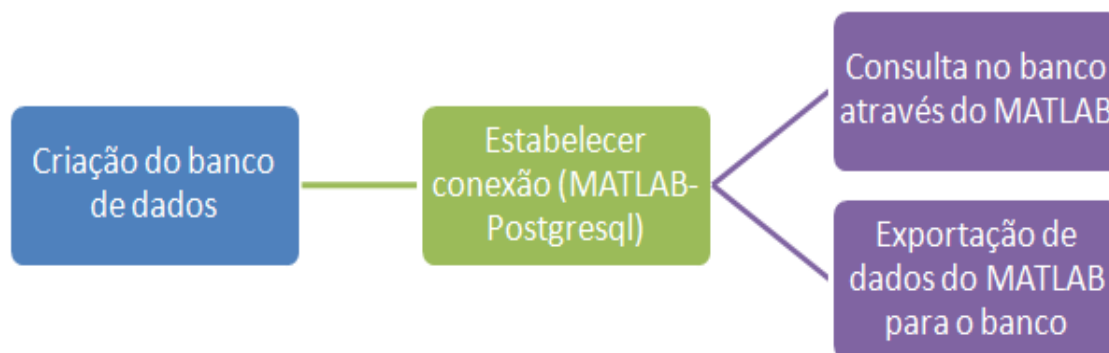 Criação do banco
de dados
Estabelecer
conexão (MATLAB-
Postgresql)
Consulta no banco
através do MATLAB
Exportação de
dados do MATLAB
para o banco